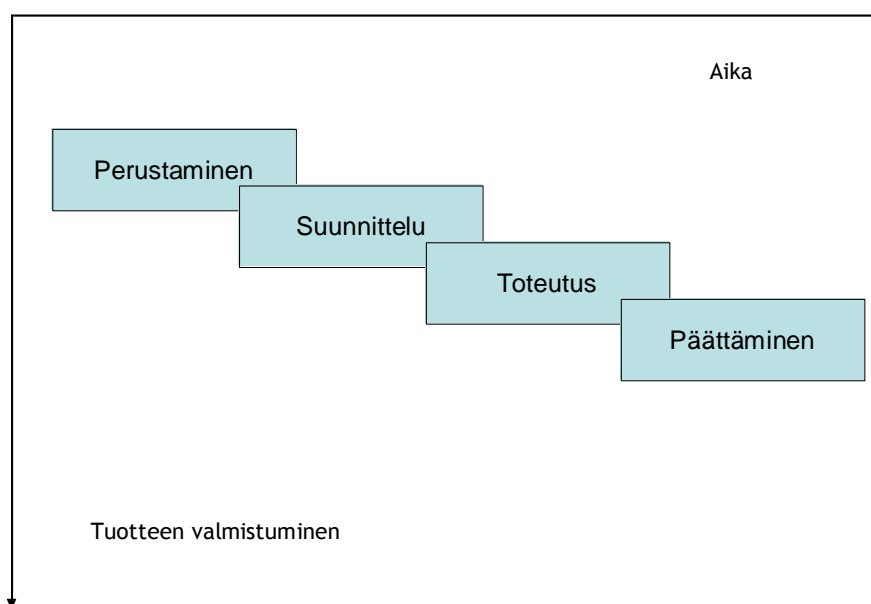 Aika
Perustaminen
Suunnittelu
Toteutus
Päättäminen
Tuotteen valmistuminen